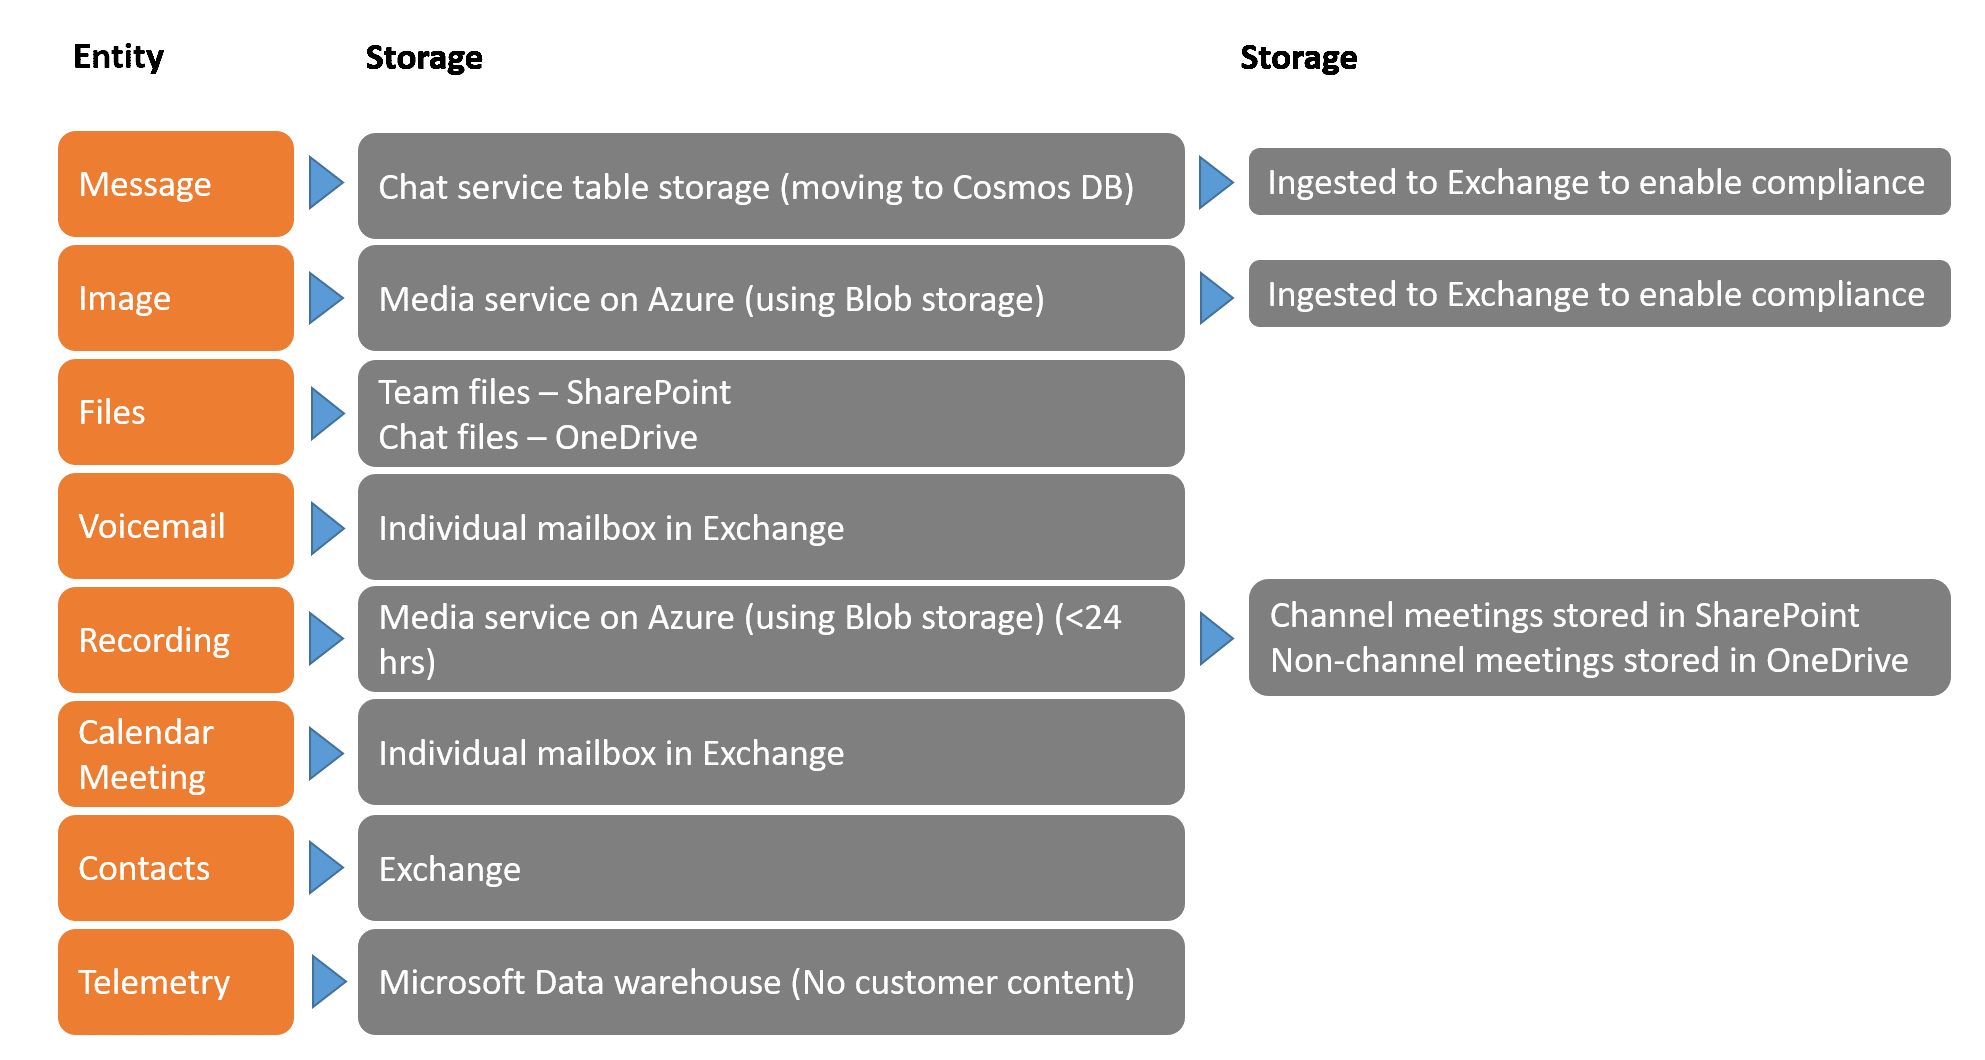 Entity
Storage
Storage
Message
Chat service table storage (moving to Cosmos DB)
Ingested to Exchange to enable compliance
Image
Media service on Azure (using Blob storage)
Ingested to Exchange to enable compliance
Files
Team files – SharePoint
Chat files – OneDrive
Voicemail
Individual mailbox in Exchange
Recording
Media service on Azure (using Blob storage) (<24
hrs)
Channel meetings stored in SharePoint
Non-channel meetings stored in OneDrive
Calendar
Meeting
Individual mailbox in Exchange
Contacts
Exchange
Telemetry
Microsoft Data warehouse (No customer content)